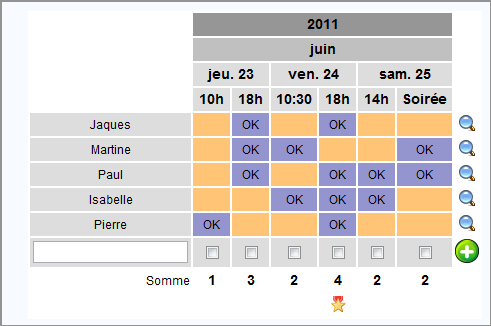 2011
juin
jeu. 23 ven. 24 sam. 25
10h 18h 10:30 18h 14h Soirée
Jaques OK OK
Martine OK OK OK
Paul OK OK OK OK
Isabelle OK OK OK
Pierre OK OK
Somme 1 3 2 4 2 2